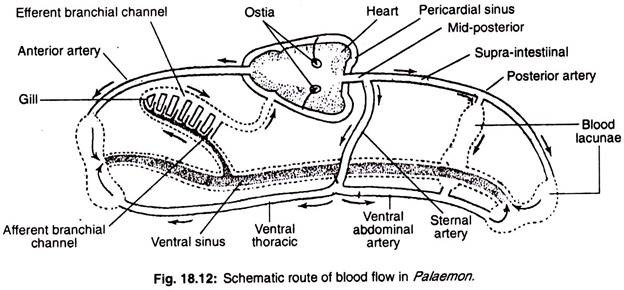 Efferent branchial
channel
Ostia
Heart
Pericardial sinus
Mid-posterior
Anterior artery
Supra-intestiinal
Posterior artery
Gill
Blood
lacunae
Afferent branchial
channel
Ventral sinus
Ventral
thoracic
Ventral
abdominal
artery
Sternal
artery
Fig. 18.12: Schematic route of blood flow in Palaemon.